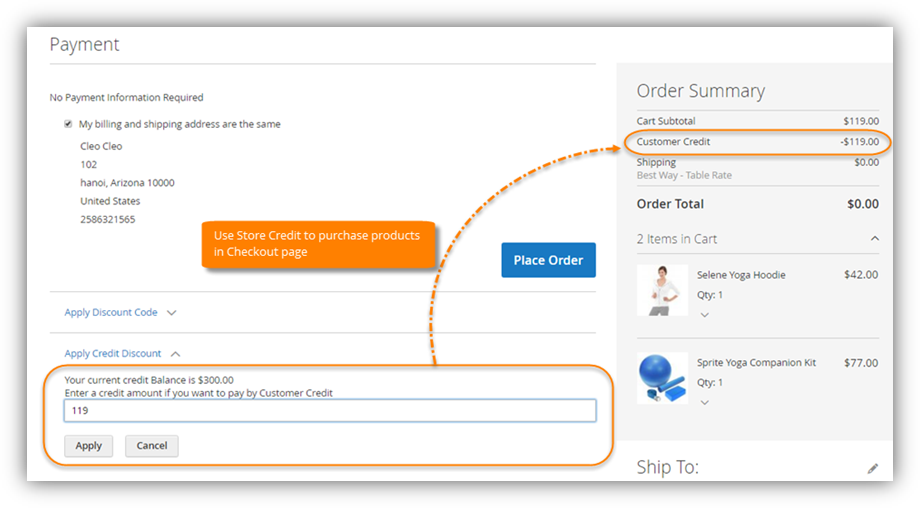 Payment
No Payment Information Required
My billing and shipping address are the same
Cleo Cleo
102
hanoi, Arizona 10000
United States
2586321565
Use Store Credit to purchase products
in Checkout page
Place Order
Apply Discount Code
Apply Credit Discount
Your current credit Balance is $300.00
Enter a credit amount if you want to pay by Customer Credit
119
Apply Cancel
Order Summary
Cart Subtotal $119.00
Customer Credit -$119.00
Shipping $0.00
Best Way - Table Rate
Order Total $0.00
2 Items in Cart
Selene Yoga Hoodie $42.00
Qty: 1
Sprite Yoga Companion Kit $77.00
Qty: 1
Ship To: